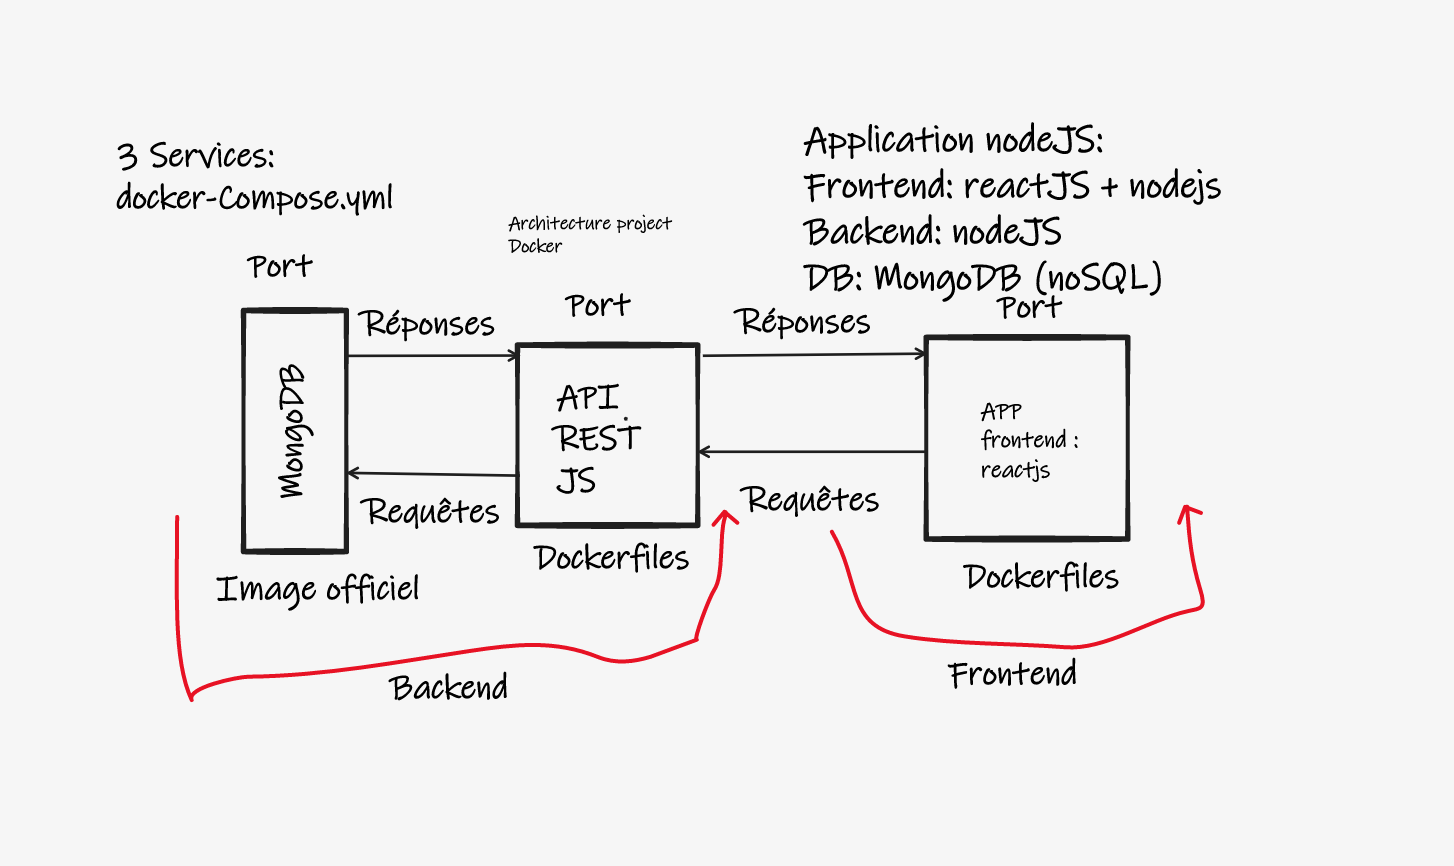 3 Services:
docker-Compose.yml
Application nodeJS:
Frontend: reactJS + nodejs
Backend: nodeJS
DB: MongoDB (noSQL)
Architecture project
Docker
Port
Port
Port
Réponses
Réponses
MongoDB
API
REST
JS
APP
frontend :
reactjs
Requêtes
Requêtes
Image officiel
Dockerfiles
Dockerfiles
Backend
Frontend